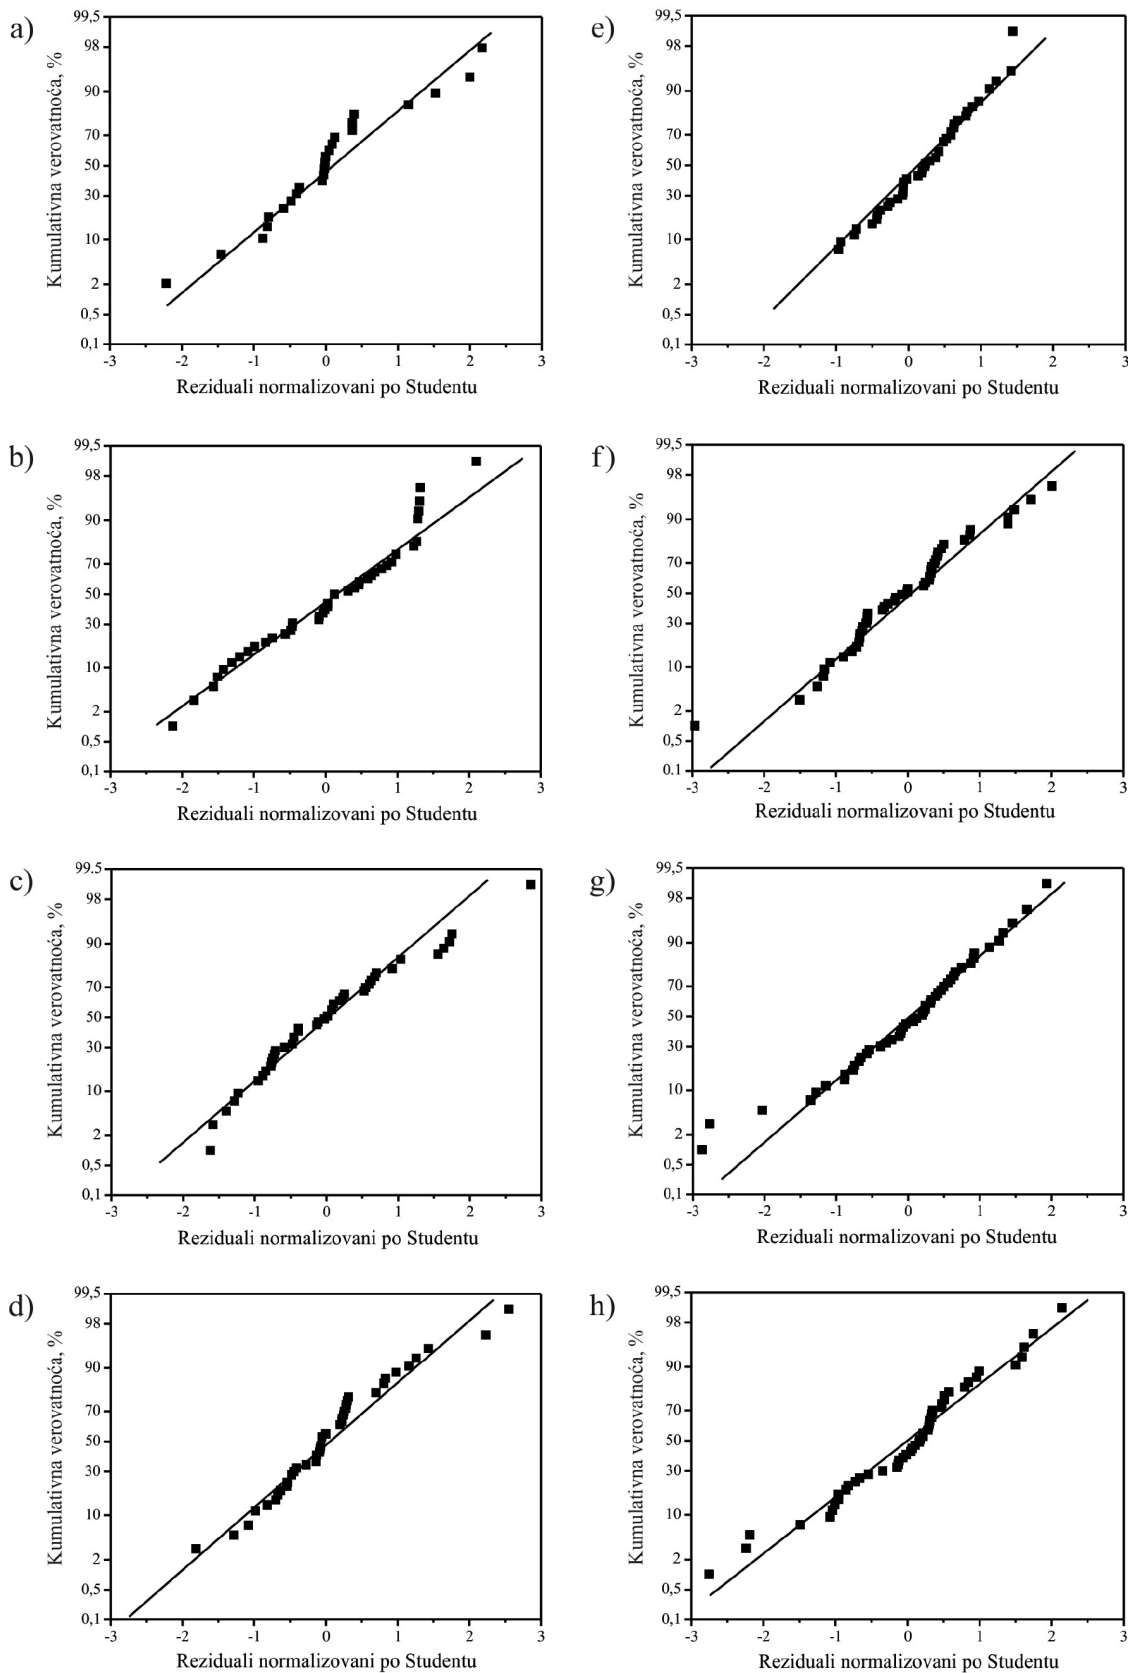 a)
Kumulativna verovatnoća, %
99,5
98
90
70
50
30
10
2
0,5
0,1
-3 -2 -1 0 1 2 3
Reziduali normalizovani po Studentu
e)
Kumulativna verovatnoća, %
99,5
98
90
70
50
30
10
2
0,5
0,1
-3 -2 -1 0 1 2 3
Reziduali normalizovani po Studentu
b)
Kumulativna verovatnoća, %
99,5
98
90
70
50
30
10
2
0,5
0,1
-3 -2 -1 0 1 2 3
Reziduali normalizovani po Studentu
f)
Kumulativna verovatnoća, %
99,5
98
90
70
50
30
10
2
0,5
0,1
-3 -2 -1 0 1 2 3
Reziduali normalizovani po Studentu
c)
Kumulativna verovatnoća, %
99,5
98
90
70
50
30
10
2
0,5
0,1
-3 -2 -1 0 1 2 3
Reziduali normalizovani po Studentu
g)
Kumulativna verovatnoća, %
99,5
98
90
70
50
30
10
2
0,5
0,1
-3 -2 -1 0 1 2 3
Reziduali normalizovani po Studentu
d)
Kumulativna verovatnoća, %
99,5
98
90
70
50
30
10
2
0,5
0,1
-3 -2 -1 0 1 2 3
Reziduali normalizovani po Studentu
h)
Kumulativna verovatnoća, %
99,5
98
90
70
50
30
10
2
0,5
0,1
-3 -2 -1 0 1 2 3
Reziduali normalizovani po Studentu